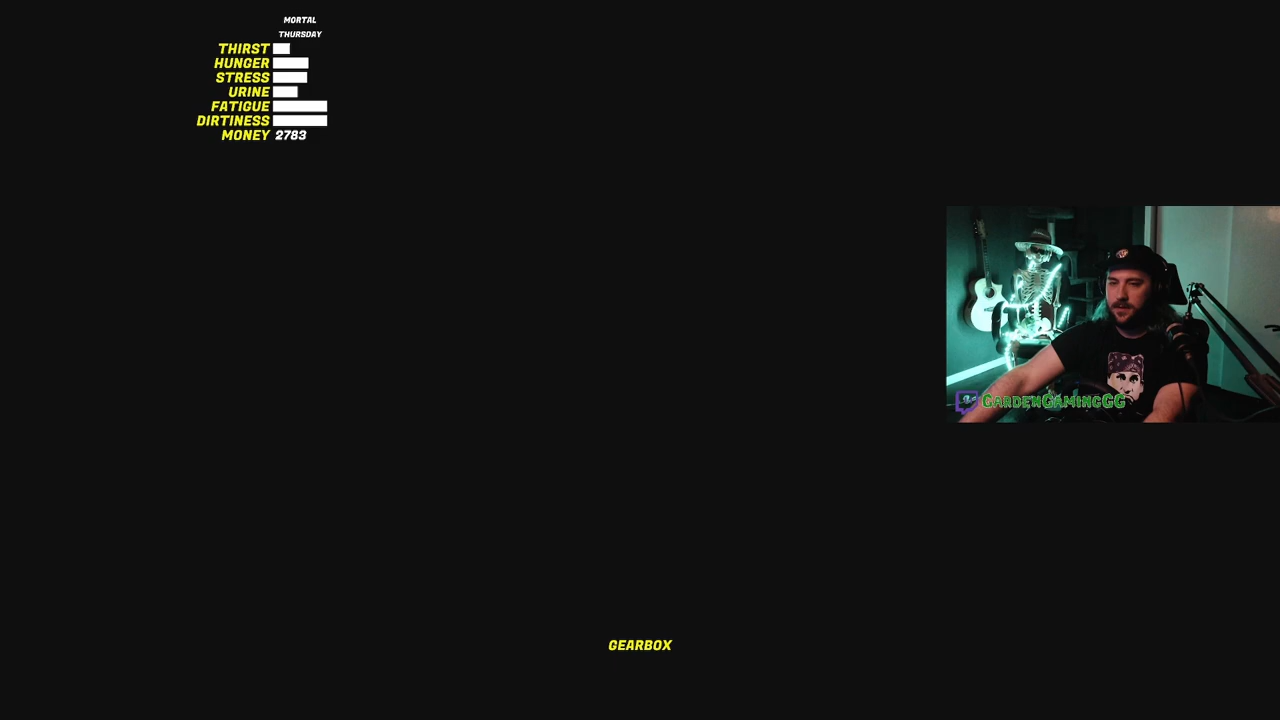 MORTAL
THURSDAY
THIRST
HUNGER
STRESS
URINE
FATIGUE
DIRTINESS
MONEY 2783
GardenGamingGG
GEARBOX